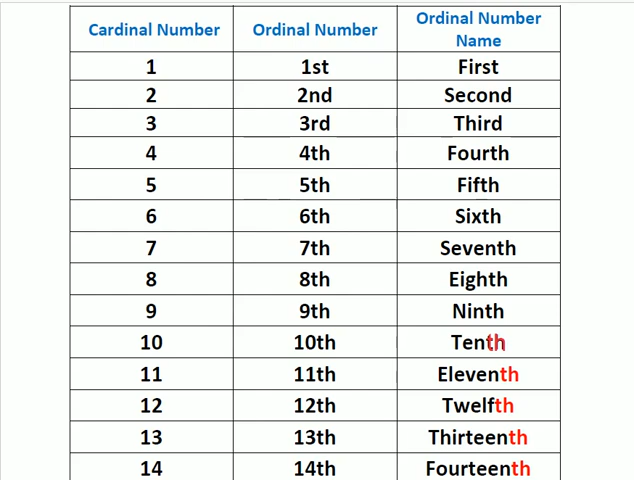 Cardinal Number Ordinal Number Ordinal Number Name
1 1st First
2 2nd Second
3 3rd Third
4 4th Fourth
5 5th Fifth
6 6th Sixth
7 7th Seventh
8 8th Eighth
9 9th Ninth
10 10th Tenth
11 11th Eleventh
12 12th Twelfth
13 13th Thirteenth
14 14th Fourteenth